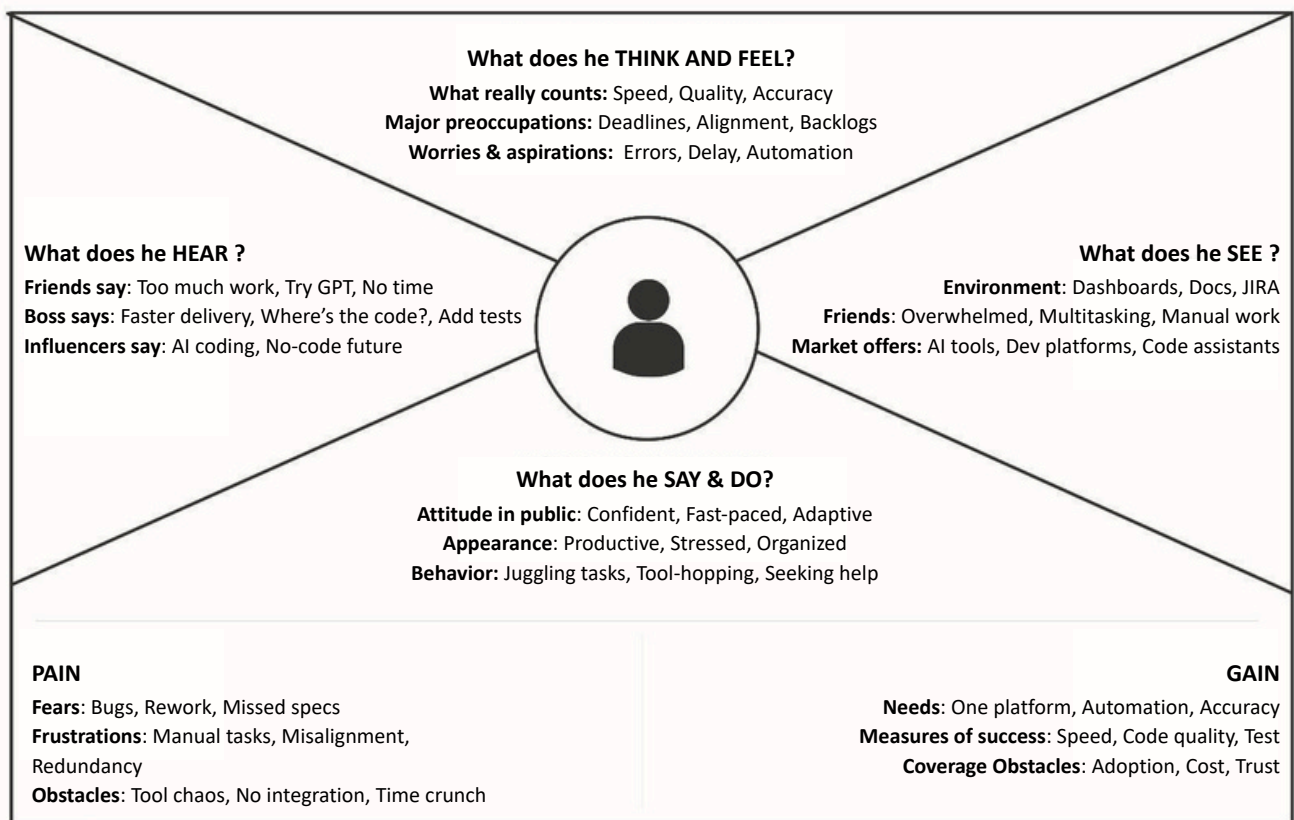 What does he THINK AND FEEL?
What really counts: Speed, Quality, Accuracy
Major preoccupations: Deadlines, Alignment, Backlogs
Worries & aspirations: Errors, Delay, Automation
What does he HEAR ?
Friends say: Too much work, Try GPT, No time
Boss says: Faster delivery, Where’s the code?, Add tests
Influencers say: AI coding, No-code future
What does he SEE ?
Environment: Dashboards, Docs, JIRA
Friends: Overwhelmed, Multitasking, Manual work
Market offers: AI tools, Dev platforms, Code assistants
What does he SAY & DO?
Attitude in public: Confident, Fast-paced, Adaptive
Appearance: Productive, Stressed, Organized
Behavior: Juggling tasks, Tool-hopping, Seeking help
PAIN
Fears: Bugs, Rework, Missed specs
Frustrations: Manual tasks, Misalignment,
Redundancy
Obstacles: Tool chaos, No integration, Time crunch
GAIN
Needs: One platform, Automation, Accuracy
Measures of success: Speed, Code quality, Test
Coverage Obstacles: Adoption, Cost, Trust